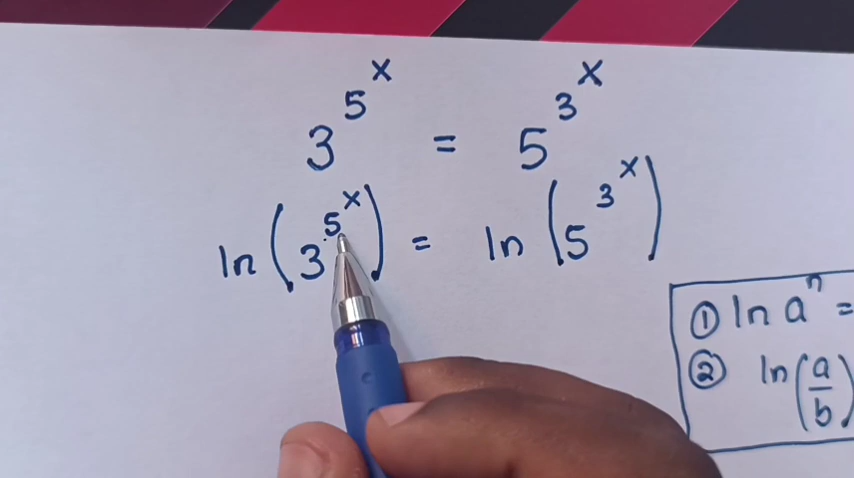 3^5^x = 5^3^x
ln(3^5^x) = ln(5^3^x)
① ln a^n =
② ln(a/b)